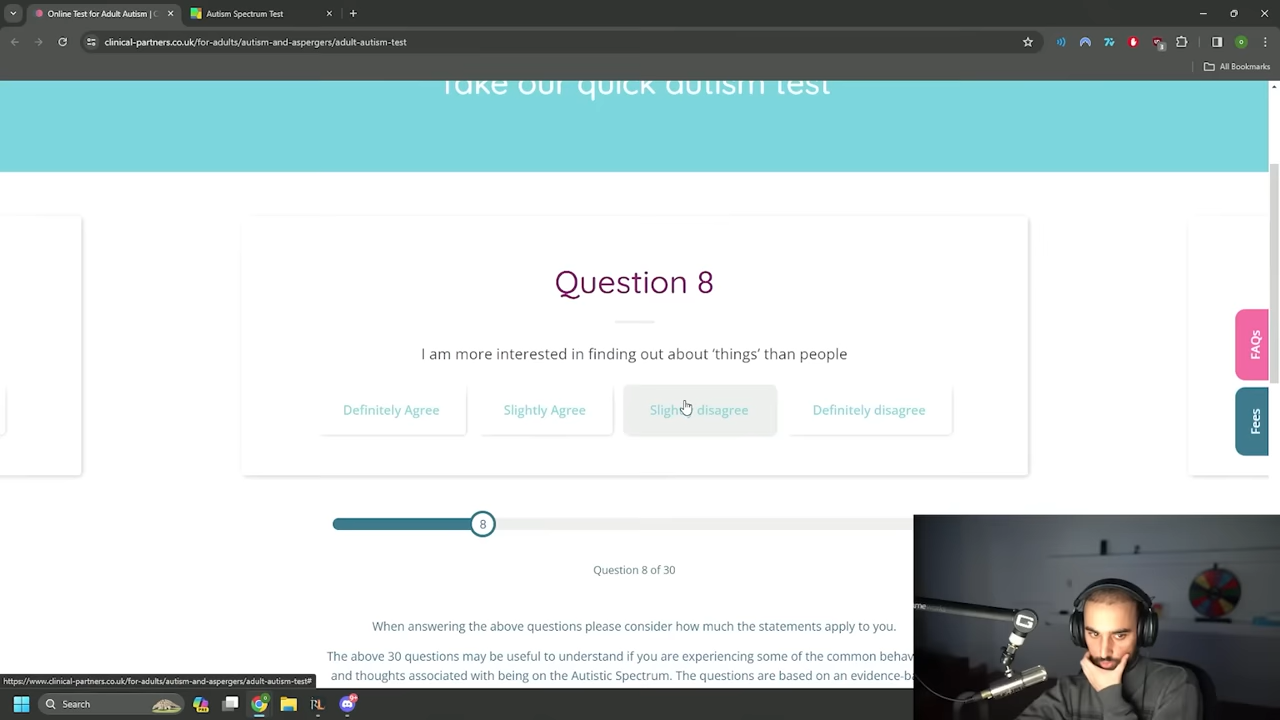 Online Test for Adult Autism | C
Autism Spectrum Test
clinical-partners.co.uk/for-adults/autism-and-aspergers/adult-autism-test
All Bookmarks
Take our quick autism test
Question 8
I am more interested in finding out about ‘things’ than people
Definitely Agree
Slightly Agree
Slightly disagree
Definitely disagree
FAQs
Fees
8
Question 8 of 30
When answering the above questions please consider how much the statements apply to you.
The above 30 questions may be useful to understand if you are experiencing some of the common behav
and thoughts associated with being on the Autistic Spectrum. The questions are based on an evidence-ba
https://www.clinical-partners.co.uk/for-adults/autism-and-aspergers/adult-autism-test#
Search